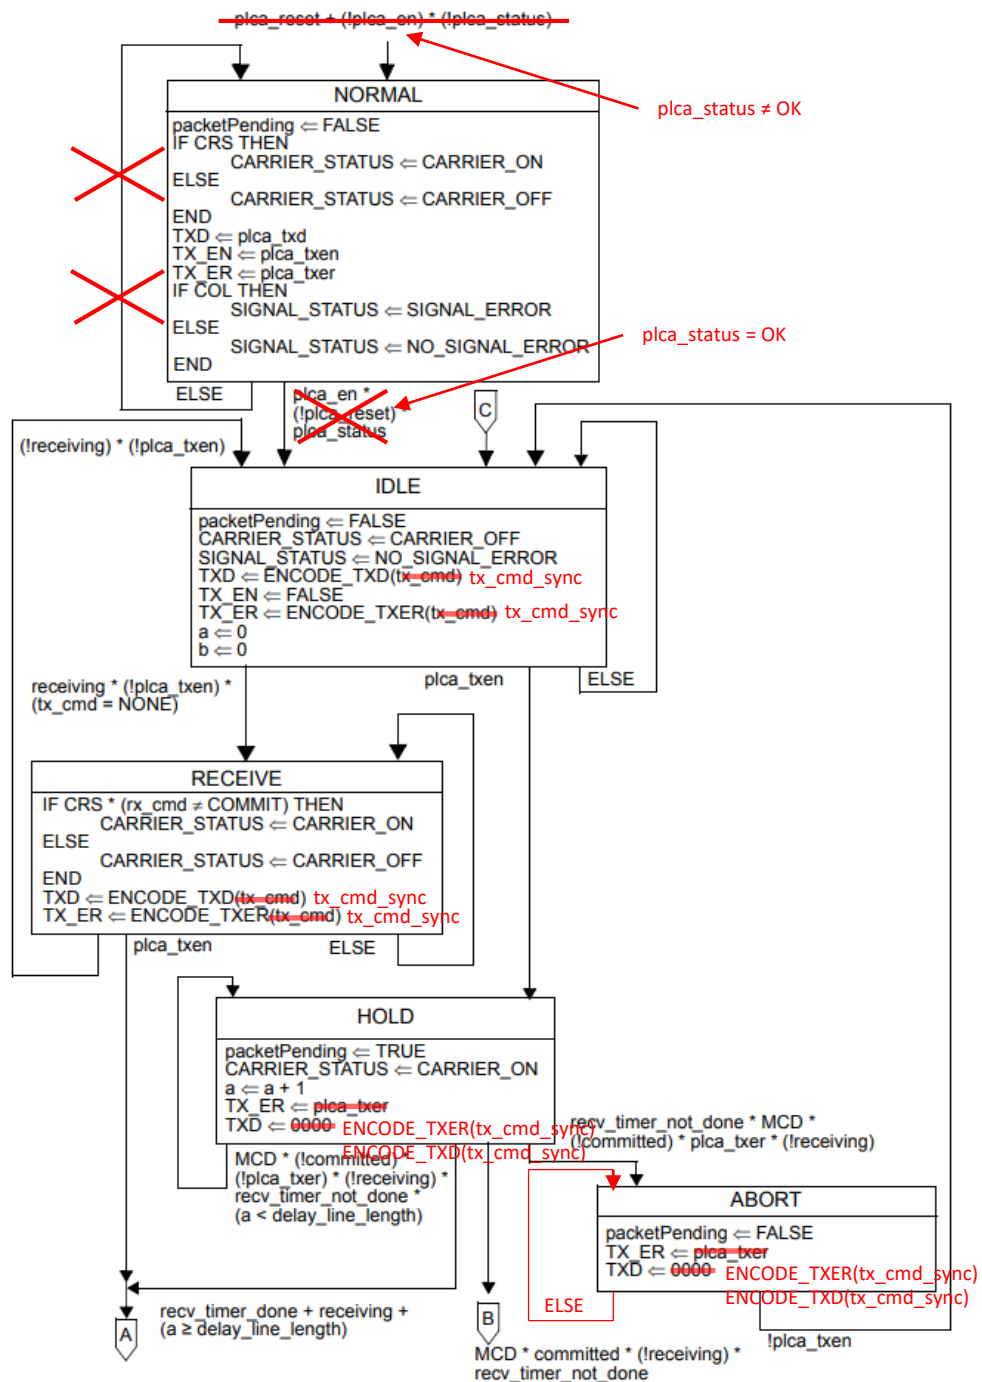 plca_reset + (!plca_en) * (!plca_status)
plca_status ≠ OK
NORMAL
packetPending ⇐ FALSE
IF CRS THEN
CARRIER_STATUS ⇐ CARRIER_ON
ELSE
CARRIER_STATUS ⇐ CARRIER_OFF
END
TXD ⇐ plca_txd
TX_EN ⇐ plca_txen
TX_ER ⇐ plca_txer
IF COL THEN
SIGNAL_STATUS ⇐ SIGNAL_ERROR
ELSE
SIGNAL_STATUS ⇐ NO_SIGNAL_ERROR
END
plca_status = OK
ELSE
plca_en *
(!plca_reset)
plca_status
C
(!receiving) * (!plca_txen)
IDLE
packetPending ⇐ FALSE
CARRIER_STATUS ⇐ CARRIER_OFF
SIGNAL_STATUS ⇐ NO_SIGNAL_ERROR
TXD ⇐ ENCODE_TXD(tx_cmd) tx_cmd_sync
TX_EN ⇐ FALSE
TX_ER ⇐ ENCODE_TXER(tx_cmd) tx_cmd_sync
a ⇐ 0
b ⇐ 0
receiving * (!plca_txen) *
(tx_cmd = NONE)
plca_txen
ELSE
RECEIVE
IF CRS * (rx_cmd ≠ COMMIT) THEN
CARRIER_STATUS ⇐ CARRIER_ON
ELSE
CARRIER_STATUS ⇐ CARRIER_OFF
END
TXD ⇐ ENCODE_TXD(tx_cmd) tx_cmd_sync
TX_ER ⇐ ENCODE_TXER(tx_cmd) tx_cmd_sync
plca_txen
ELSE
HOLD
packetPending ⇐ TRUE
CARRIER_STATUS ⇐ CARRIER_ON
a ⇐ a + 1
TX_ER ⇐ plca_txer
TXD ⇐ 0000 ENCODE_TXER(tx_cmd_sync)
ENCODE_TXD(tx_cmd_sync)
recv_timer_not_done * MCD *
(!committed) * plca_txer * (!receiving)
MCD * (!committed) *
(!plca_txer) * (!receiving) *
recv_timer_not_done *
(a < delay_line_length)
ABORT
packetPending ⇐ FALSE
TX_ER ⇐ plca_txer
TXD ⇐ 0000 ENCODE_TXER(tx_cmd_sync)
ENCODE_TXD(tx_cmd_sync)
ELSE
recv_timer_done + receiving +
(a ≥ delay_line_length)
A
B
!plca_txen
MCD * committed * (!receiving) *
recv_timer_not_done